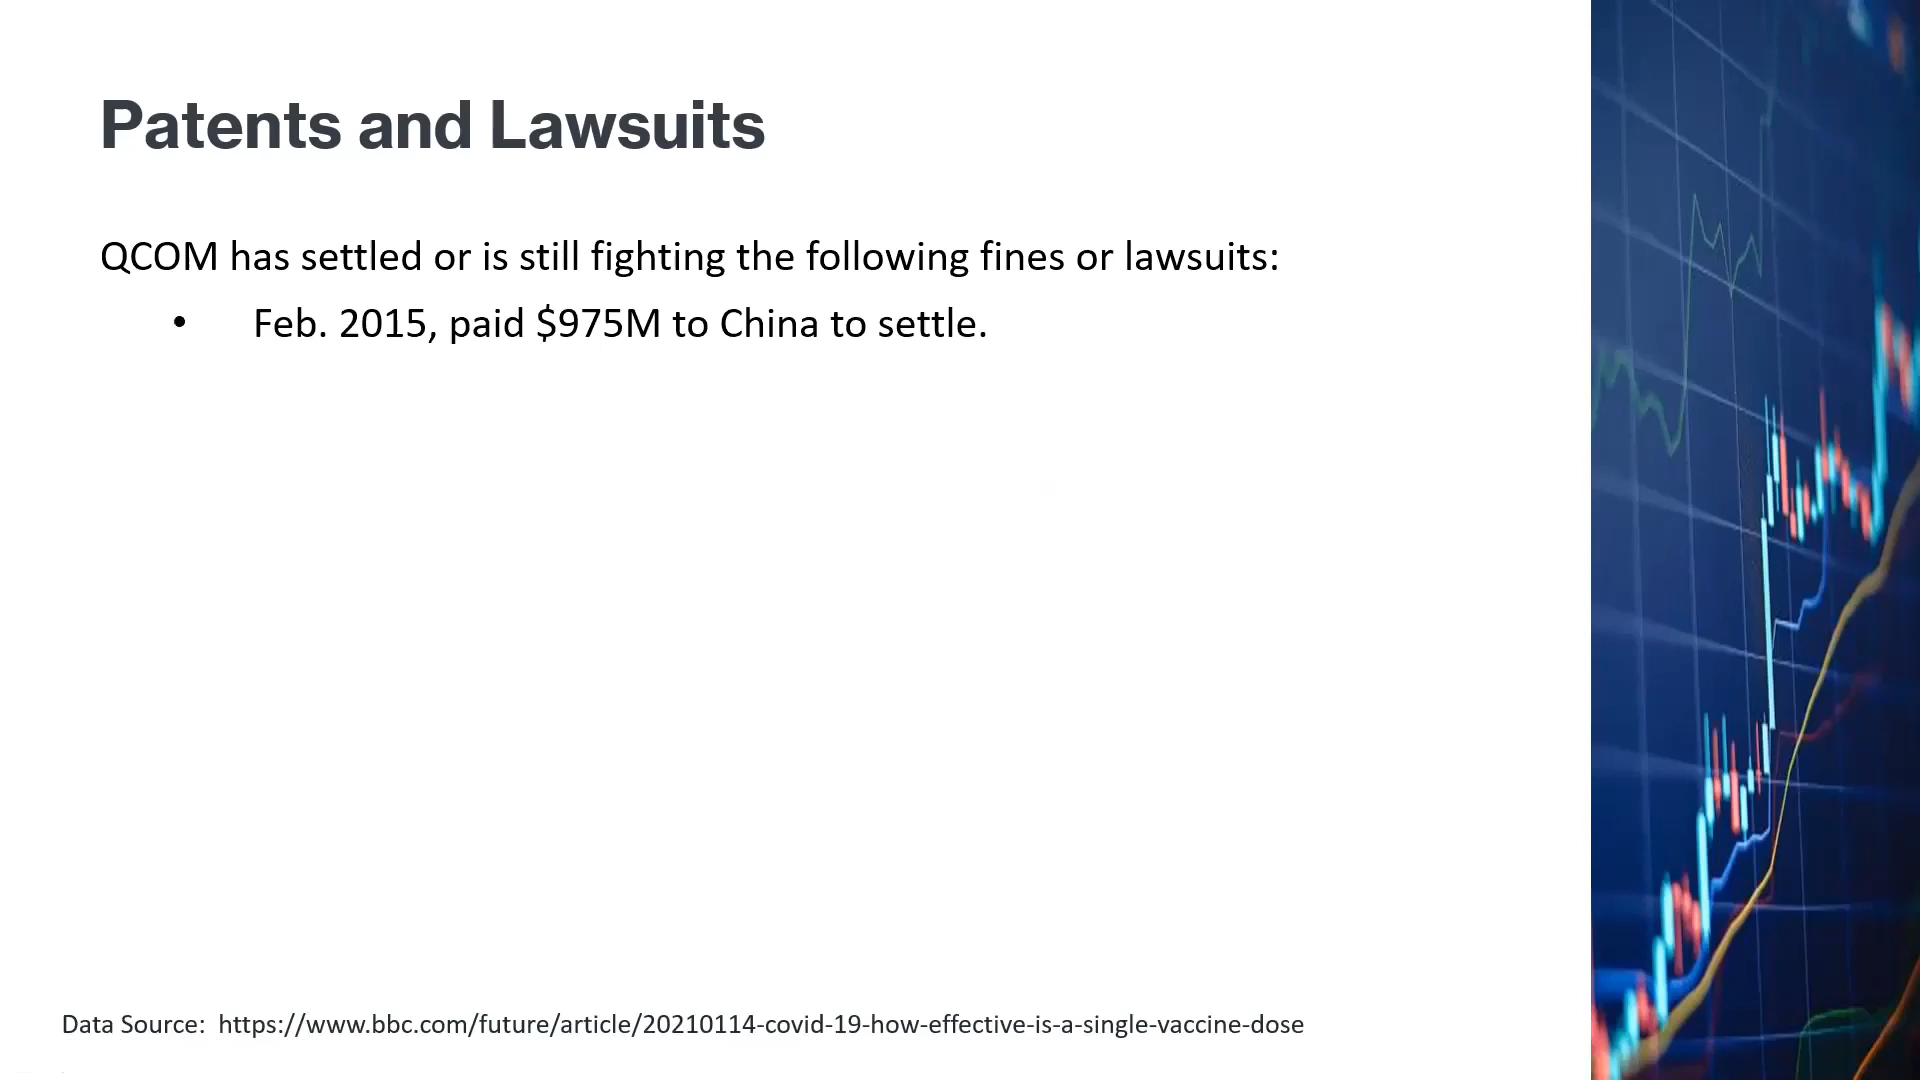 Patents and Lawsuits
QCOM has settled or is still fighting the following fines or lawsuits:
• Feb. 2015, paid $975M to China to settle.
Data Source: https://www.bbc.com/future/article/20210114-covid-19-how-effective-is-a-single-vaccine-dose